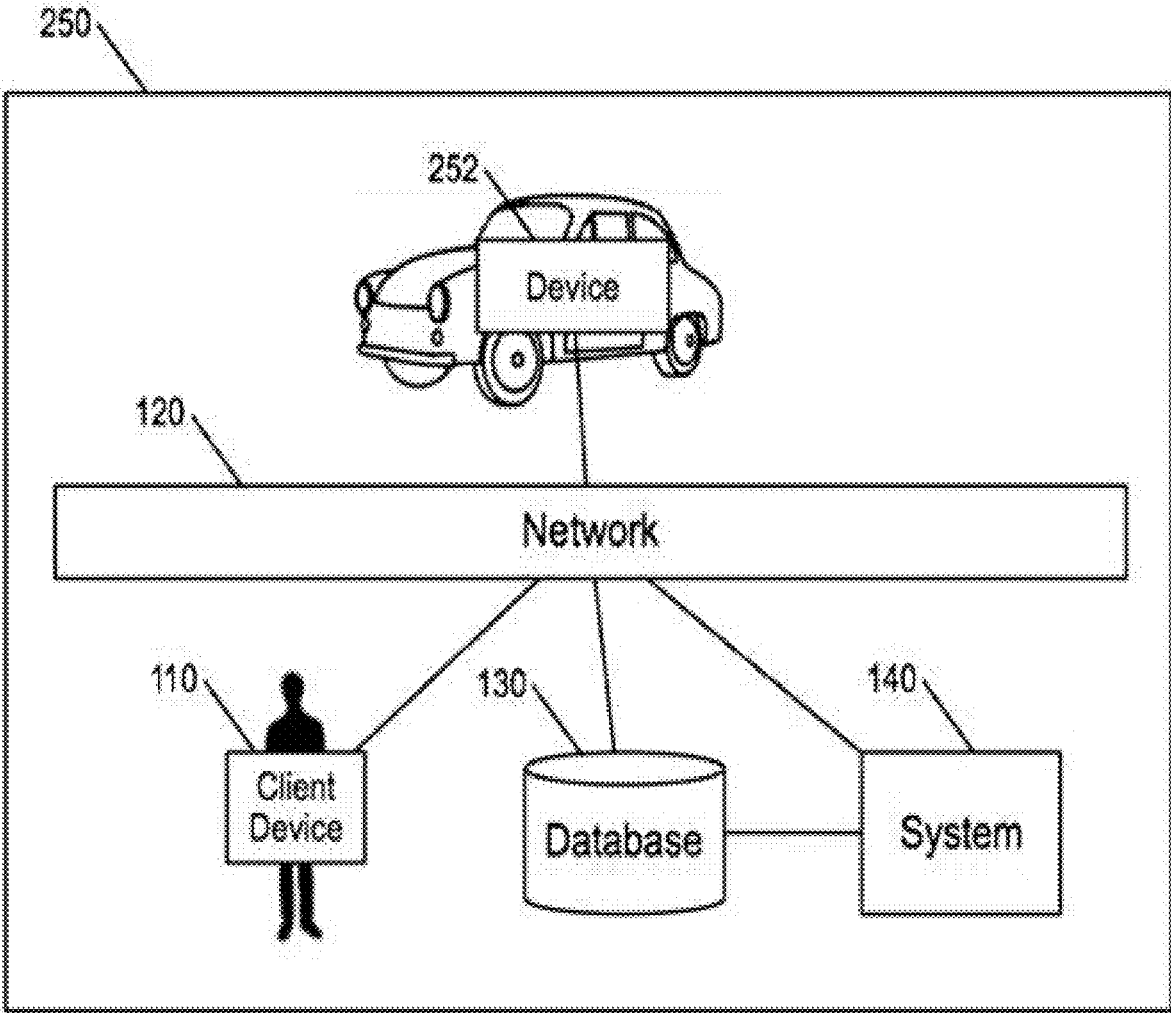 250
252
Device
120
Network
110
130
140
Client
Device
Database
System